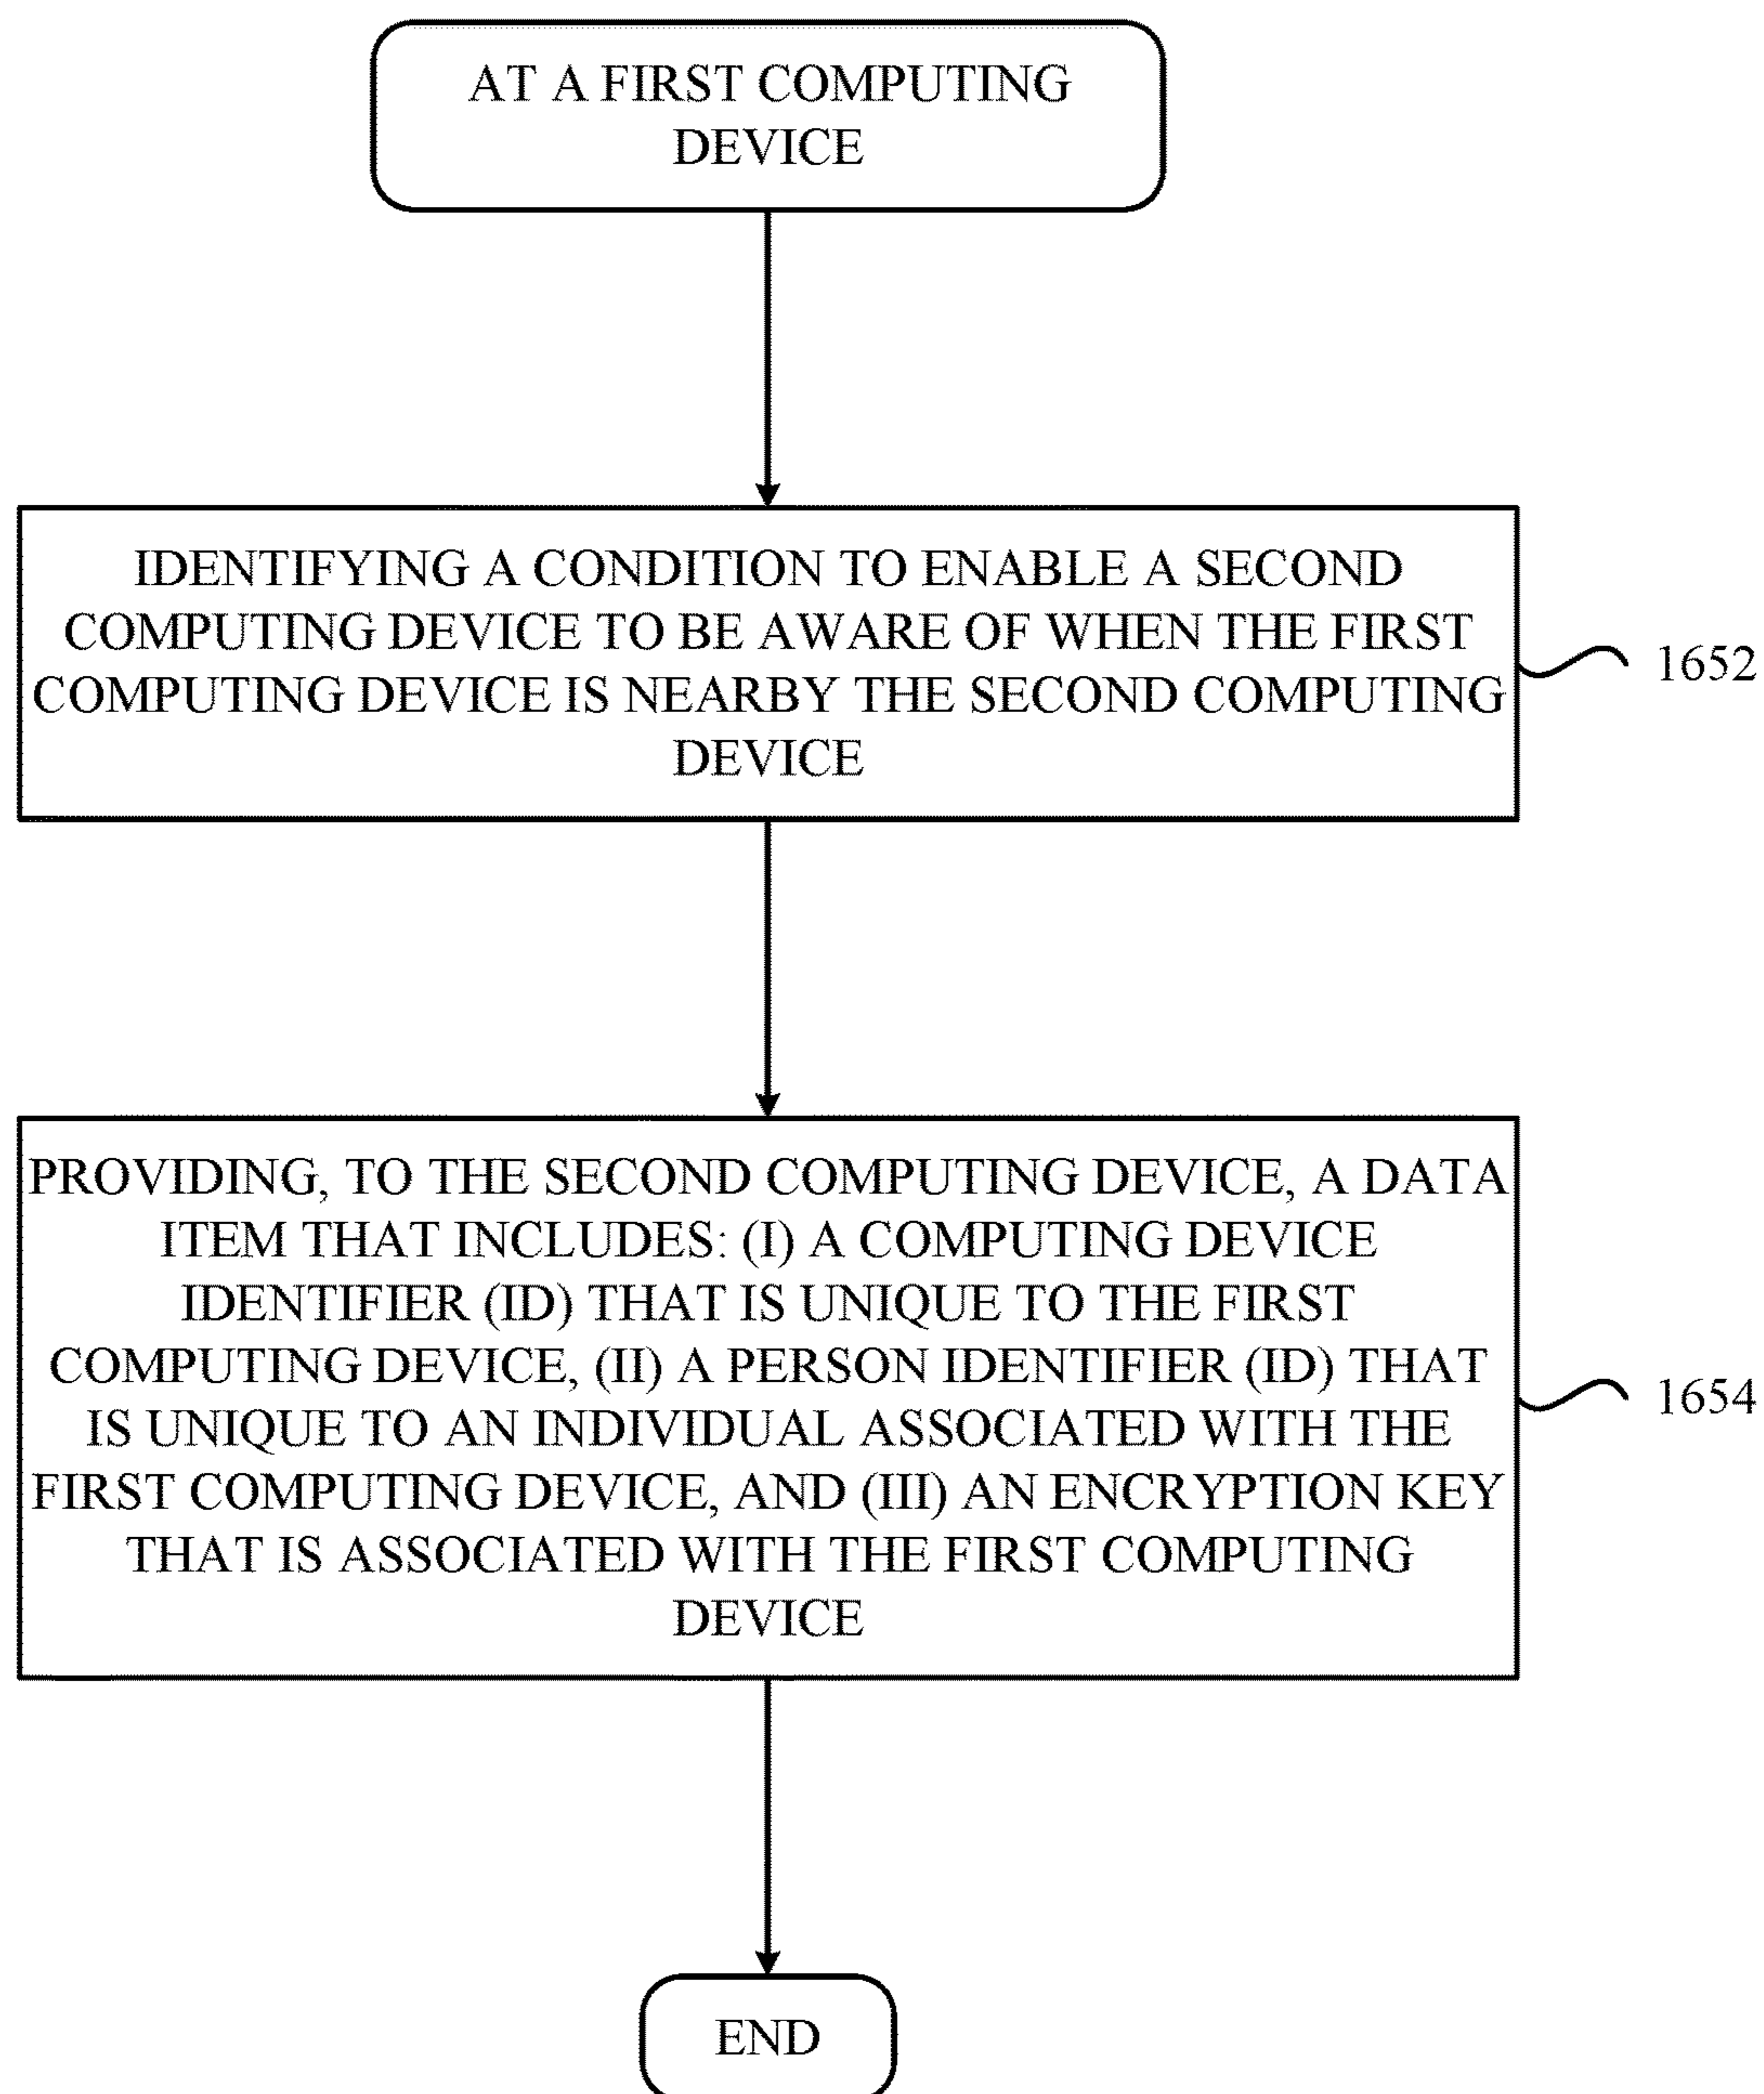 AT A FIRST COMPUTING
DEVICE
IDENTIFYING A CONDITION TO ENABLE A SECOND
COMPUTING DEVICE TO BE AWARE OF WHEN THE FIRST
COMPUTING DEVICE IS NEARBY THE SECOND COMPUTING
DEVICE
1652
PROVIDING, TO THE SECOND COMPUTING DEVICE, A DATA
ITEM THAT INCLUDES: (I) A COMPUTING DEVICE
IDENTIFIER (ID) THAT IS UNIQUE TO THE FIRST
COMPUTING DEVICE, (II) A PERSON IDENTIFIER (ID) THAT
IS UNIQUE TO AN INDIVIDUAL ASSOCIATED WITH THE
FIRST COMPUTING DEVICE, AND (III) AN ENCRYPTION KEY
THAT IS ASSOCIATED WITH THE FIRST COMPUTING
DEVICE
1654
END